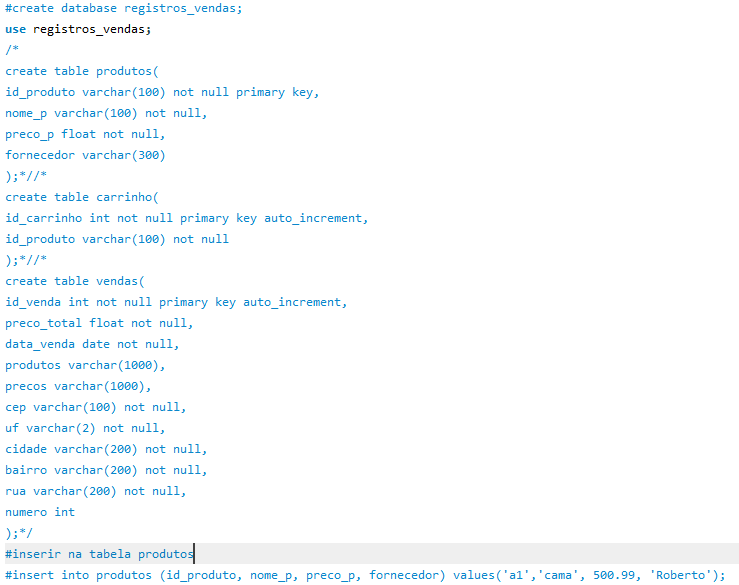 #create database registros_vendas;
use registros_vendas;
/*
create table produtos(
id_produto varchar(100) not null primary key,
nome_p varchar(100) not null,
preco_p float not null,
fornecedor varchar(300)
);*//*
create table carrinho(
id_carrinho int not null primary key auto_increment,
id_produto varchar(100) not null
);*//*
create table vendas(
id_venda int not null primary key auto_increment,
preco_total float not null,
data_venda date not null,
produtos varchar(1000),
precos varchar(1000),
cep varchar(100) not null,
uf varchar(2) not null,
cidade varchar(200) not null,
bairro varchar(200) not null,
rua varchar(200) not null,
numero int
);*/
#inserir na tabela produtos
#insert into produtos (id_produto, nome_p, preco_p, fornecedor) values('a1','cama', 500.99, 'Roberto');